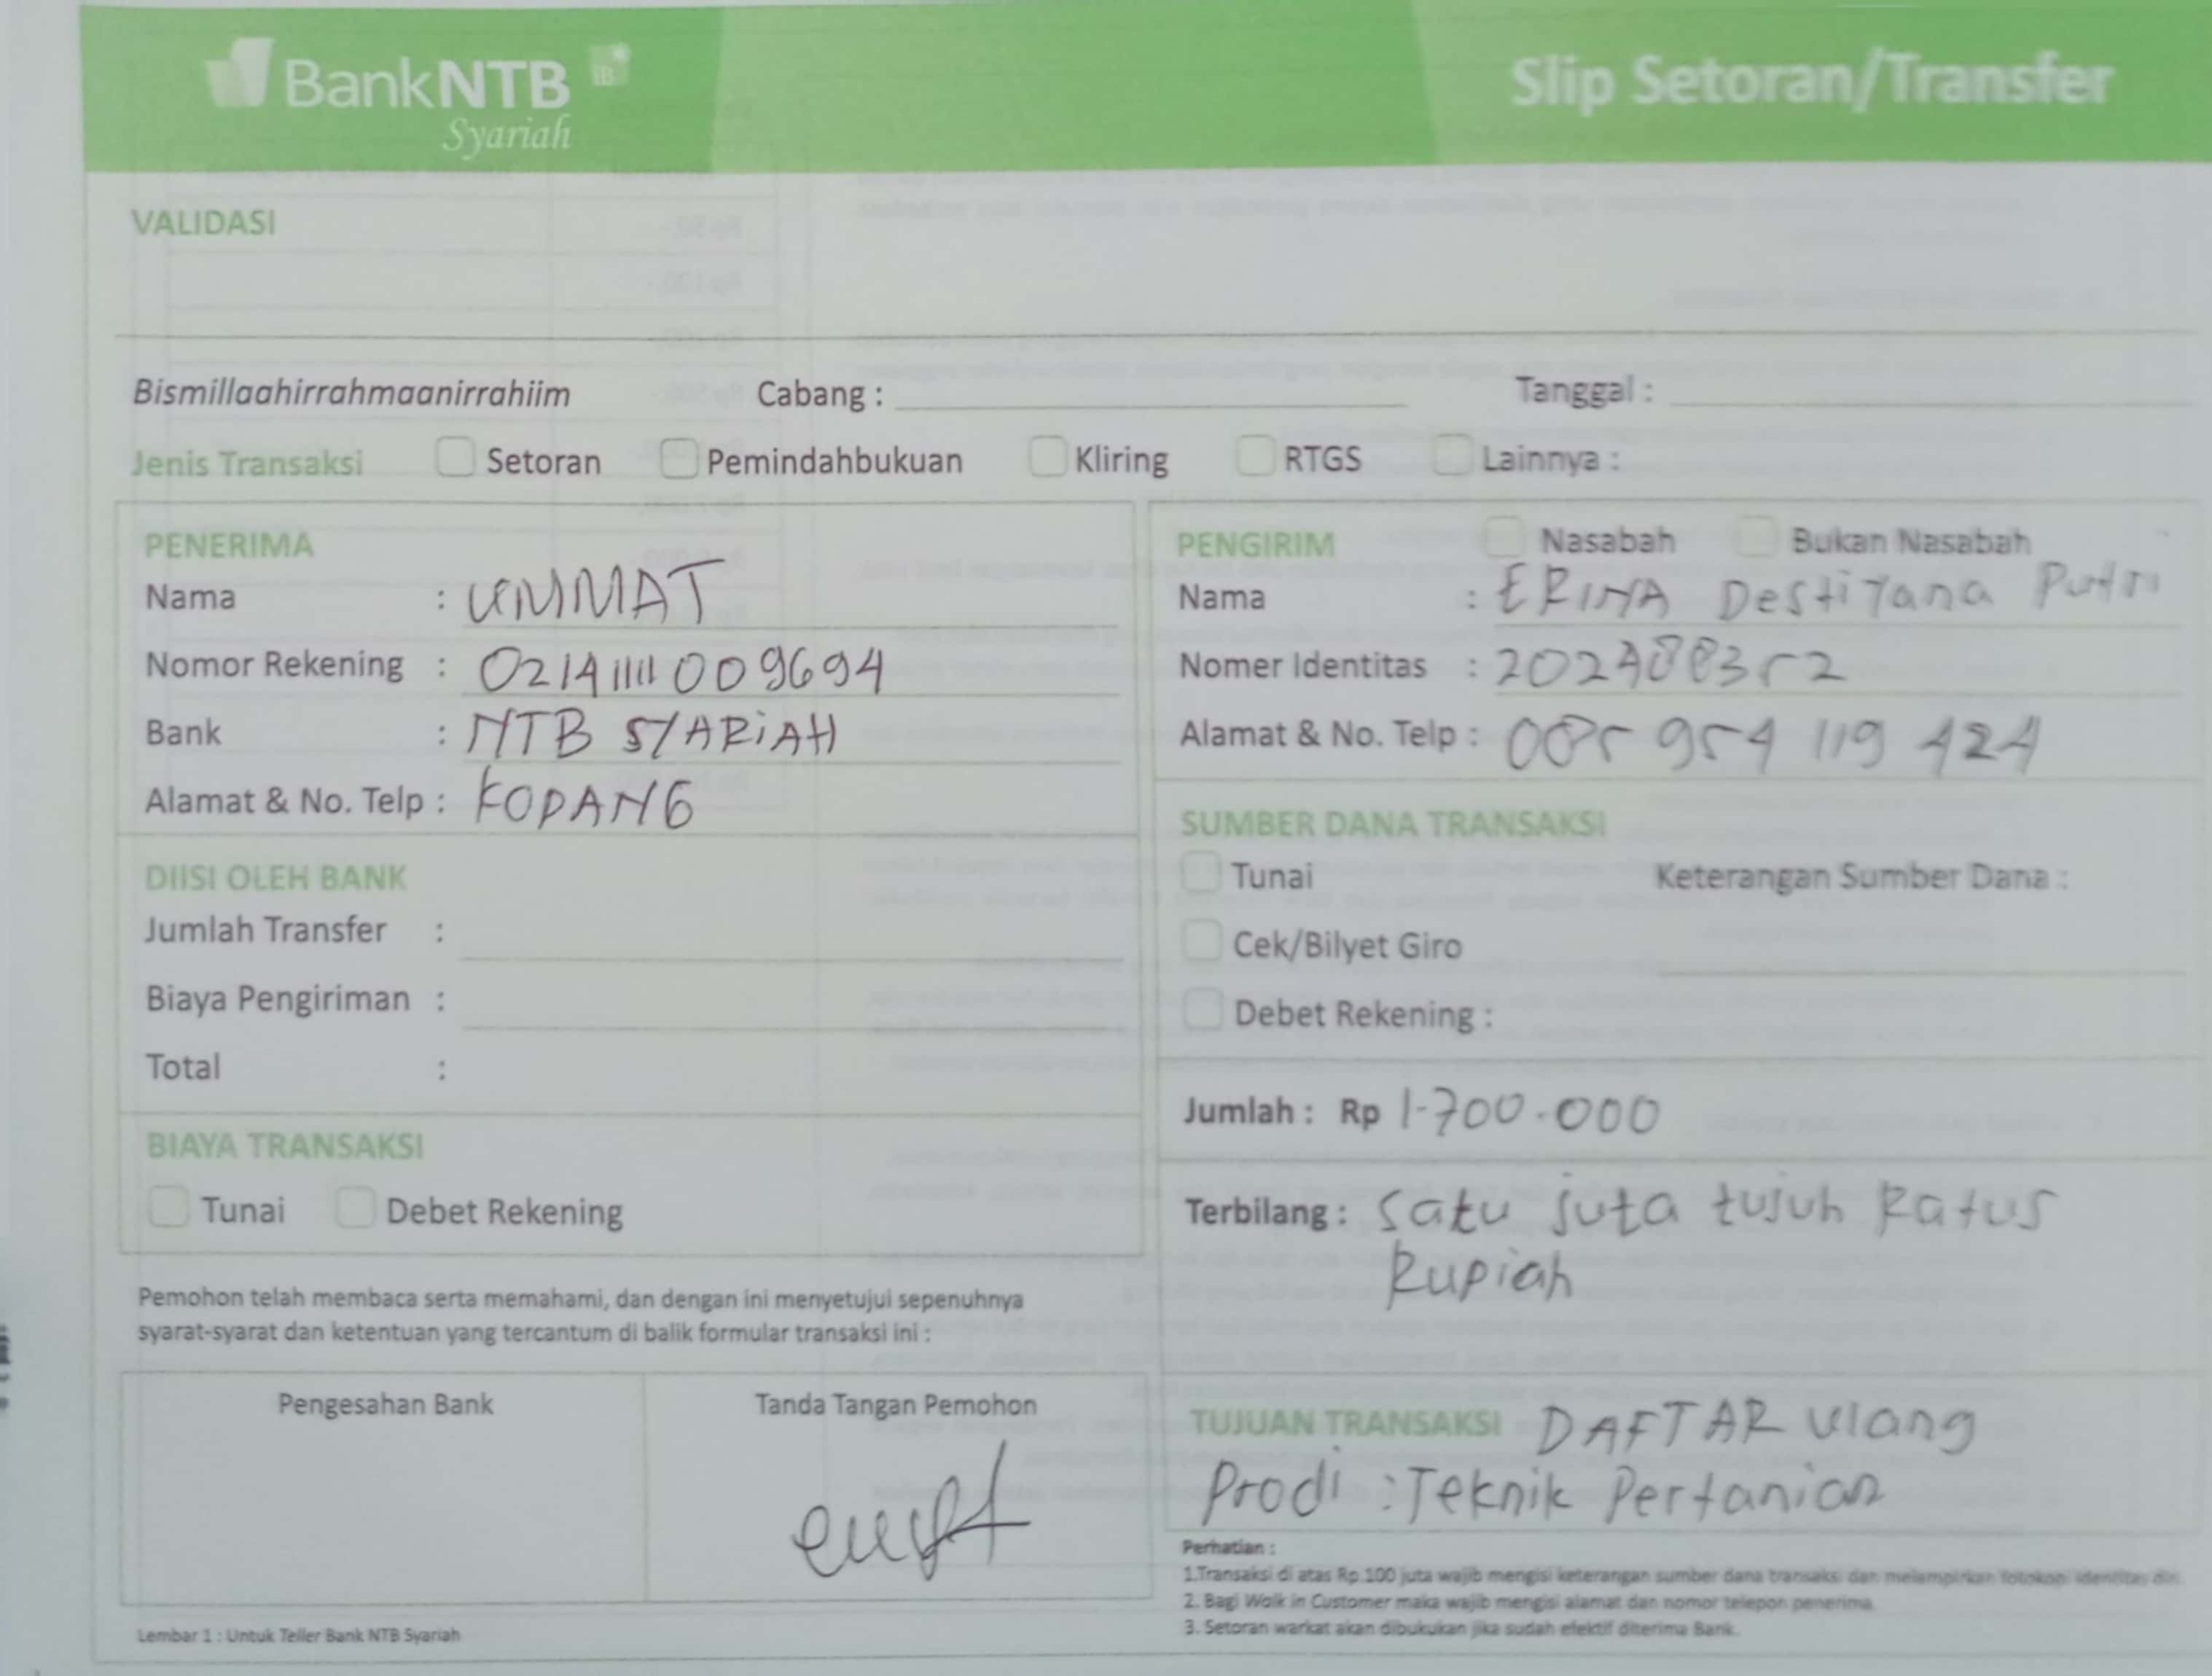 BankNTB iB
Syariah
Slip Setoran/Transfer
VALIDASI
Bismillaahirrahmaanirrahiim Cabang : Tanggal :
Jenis Transaksi Setoran Pemindahbukuan Kliring RTGS Lainnya :
PENERIMA
Nama : UMMAT
Nomor Rekening : 0214111110009694
Bank : NTB SYARiAH
Alamat & No. Telp : KOPANG
PENGIRIM Nasabah Bukan Nasabah
Nama : ERINA DestiYana Putri
Nomer Identitas :
Alamat & No. Telp : 085 954 119 424
DIISI OLEH BANK
Jumlah Transfer :
Biaya Pengiriman :
Total :
SUMBER DANA TRANSAKSI
Tunai Keterangan Sumber Dana :
Cek/Bilyet Giro
Debet Rekening :
BIAYA TRANSAKSI
Tunai Debet Rekening
Jumlah : Rp 1-700.000
Terbilang : Satu juta tujuh Ratus
Rupiah
Pemohon telah membaca serta memahami, dan dengan ini menyetujui sepenuhnya
syarat-syarat dan ketentuan yang tercantum di balik formular transaksi ini :
Pengesahan Bank Tanda Tangan Pemohon
TUJUAN TRANSAKSI DAFTAR Ulang
Prodi : Teknik Pertanian
Perhatian :
1.Transaksi di atas Rp.100 juta wajib mengisi keterangan sumber dana transaksi dan melampirkan fotokopi identitas diri.
2. Bagi Walk in Customer maka wajib mengisi alamat dan nomor telepon penerima.
3. Setoran warkat akan dibukukan jika sudah efektif diterima Bank.
Lembar 1 : Untuk Teller Bank NTB Syariah